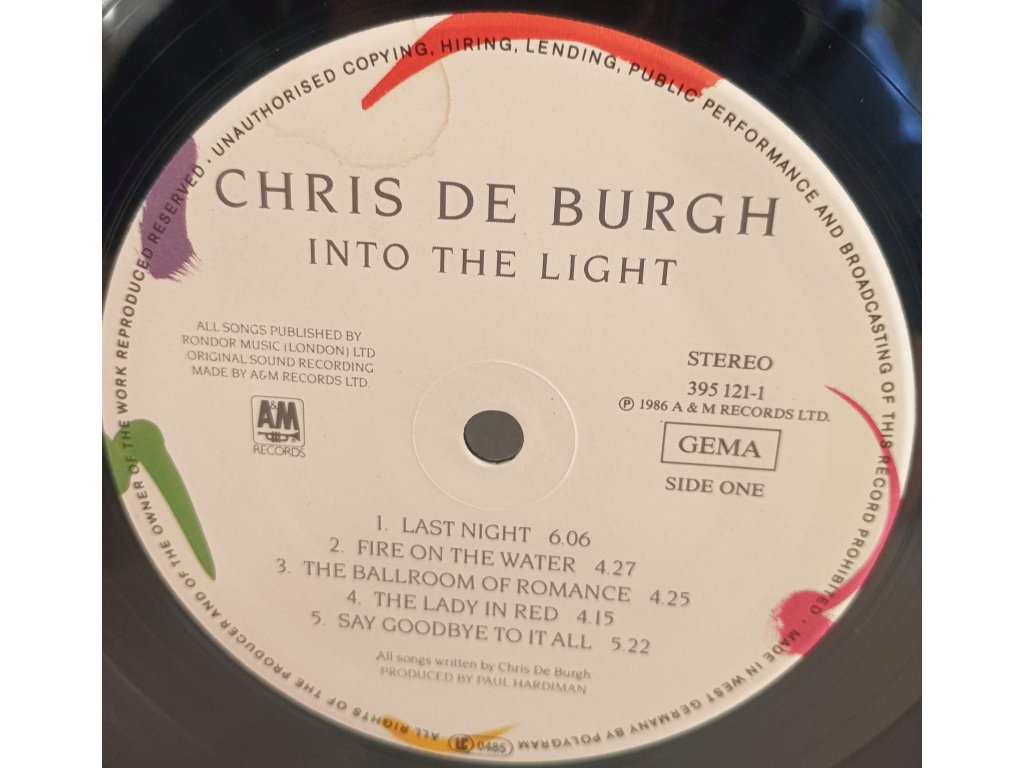 UNAUTHORISED COPYING, HIRING, LENDING, PUBLIC PERFORMANCE AND BROADCASTING OF THIS RECORD PROHIBITED · MADE IN WEST GERMANY BY POLYGRAM
LC 0485
ALL RIGHTS OF THE PRODUCER AND OF THE OWNER OF THE WORK REPRODUCED RESERVED ·
CHRIS DE BURGH
INTO THE LIGHT
ALL SONGS PUBLISHED BY
RONDOR MUSIC (LONDON) LTD
ORIGINAL SOUND RECORDING
MADE BY A&M RECORDS LTD
A&M
RECORDS
STEREO
395 121-1
℗ 1986 A & M RECORDS LTD.
GEMA
SIDE ONE
1. LAST NIGHT 6.06
2. FIRE ON THE WATER 4.27
3. THE BALLROOM OF ROMANCE 4.25
4. THE LADY IN RED 4.15
5. SAY GOODBYE TO IT ALL 5.22
All songs written by Chris De Burgh
PRODUCED BY PAUL HARDIMAN